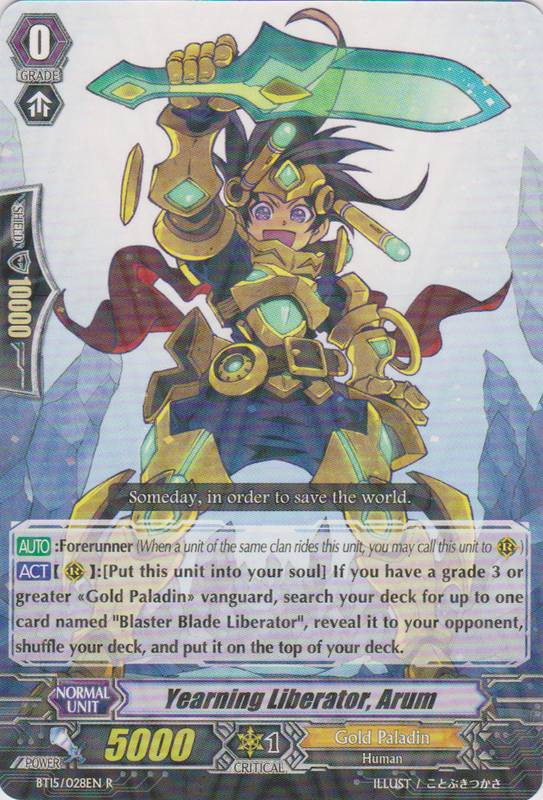 0
GRADE
SHIELD
10000
Someday, in order to save the world.
AUTO :Forerunner (When a unit of the same clan rides this unit, you may call this unit to R)
ACT [ R ]:[Put this unit into your soul] If you have a grade 3 or
greater «Gold Paladin» vanguard, search your deck for up to one
card named "Blaster Blade Liberator", reveal it to your opponent,
shuffle your deck, and put it on the top of your deck.
NORMAL
UNIT
Yearning Liberator, Arum
POWER
5000
1
CRITICAL
Gold Paladin
Human
BT15/028EN R
ILLUST / ことぶきつかさ